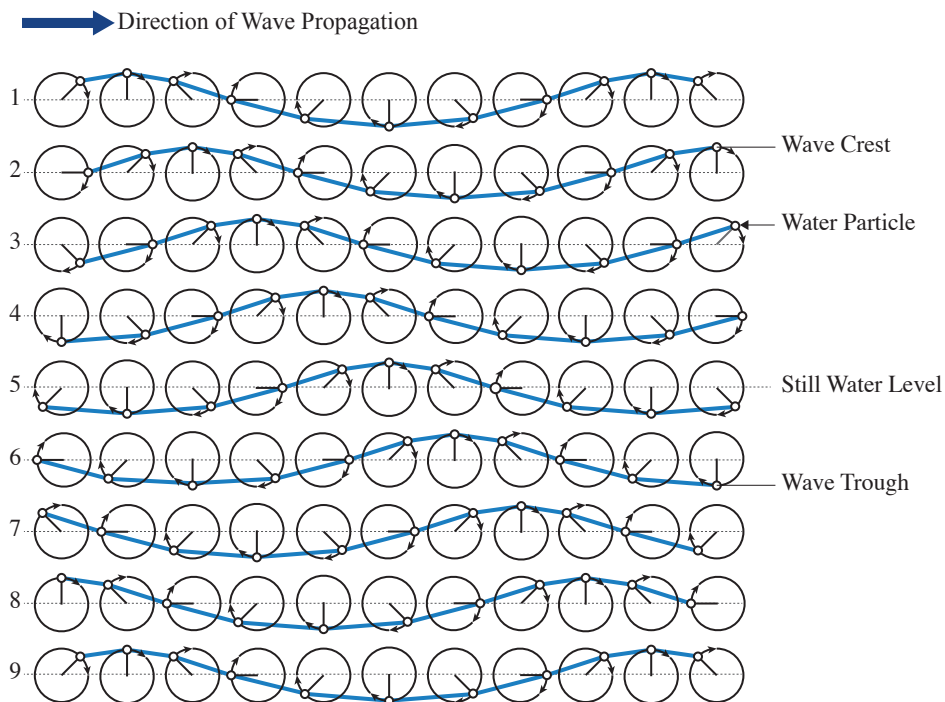 Direction of Wave Propagation
1
2
Wave Crest
3
Water Particle
4
5
Still Water Level
6
Wave Trough
7
8
9